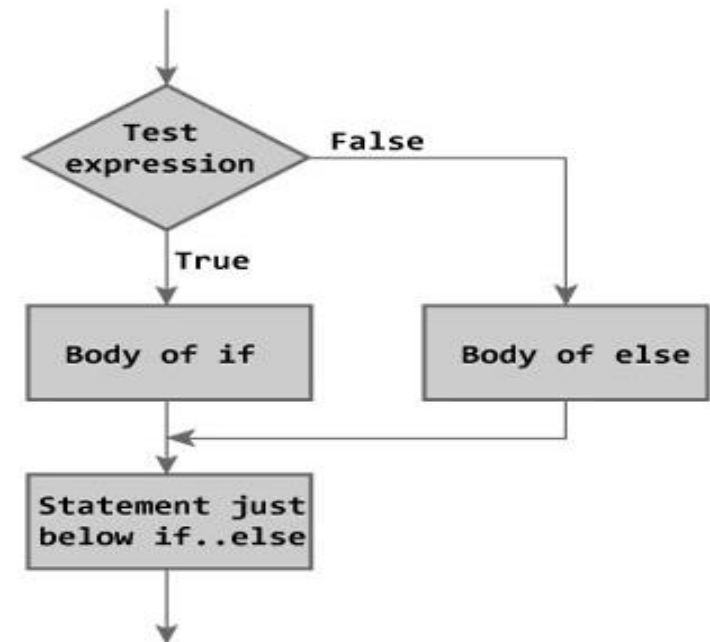 Test
expression
False
True
Body of if
Body of else
Statement just
below if..else